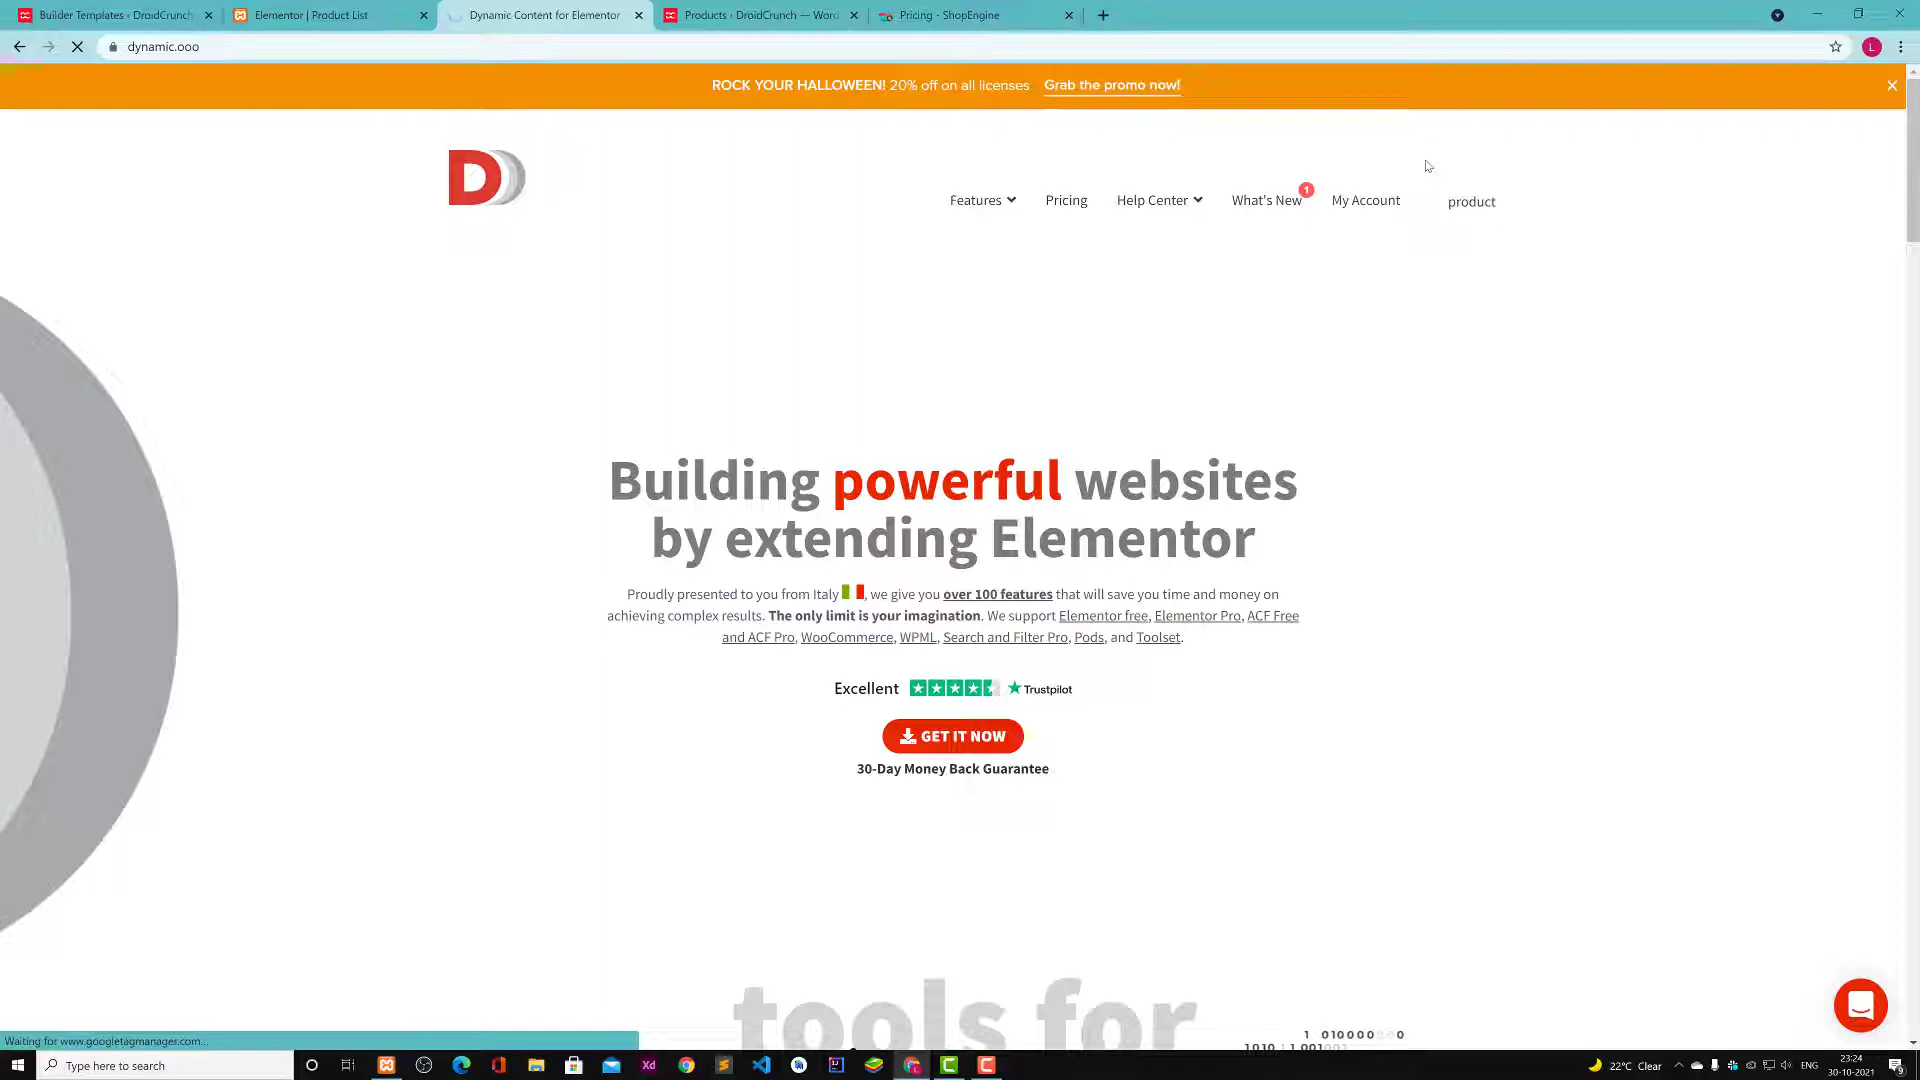 Builder Templates ‹ DroidCrunch
Elementor | Product List
Dynamic Content for Elementor
Products ‹ DroidCrunch — Word
Pricing - ShopEngine
dynamic.ooo
L
ROCK YOUR HALLOWEEN! 20% off on all licenses Grab the promo now!
D
Features
Pricing
Help Center
What's New
1
My Account
product
Building powerful websites
by extending Elementor
Proudly presented to you from Italy , we give you over 100 features that will save you time and money on
achieving complex results. The only limit is your imagination. We support Elementor free, Elementor Pro, ACF Free
and ACF Pro, WooCommerce, WPML, Search and Filter Pro, Pods, and Toolset.
Excellent Trustpilot
GET IT NOW
30-Day Money Back Guarantee
tools for
Waiting for www.googletagmanager.com...
Type here to search
Xd
22°C Clear
ENG
23:24
30-10-2021
9